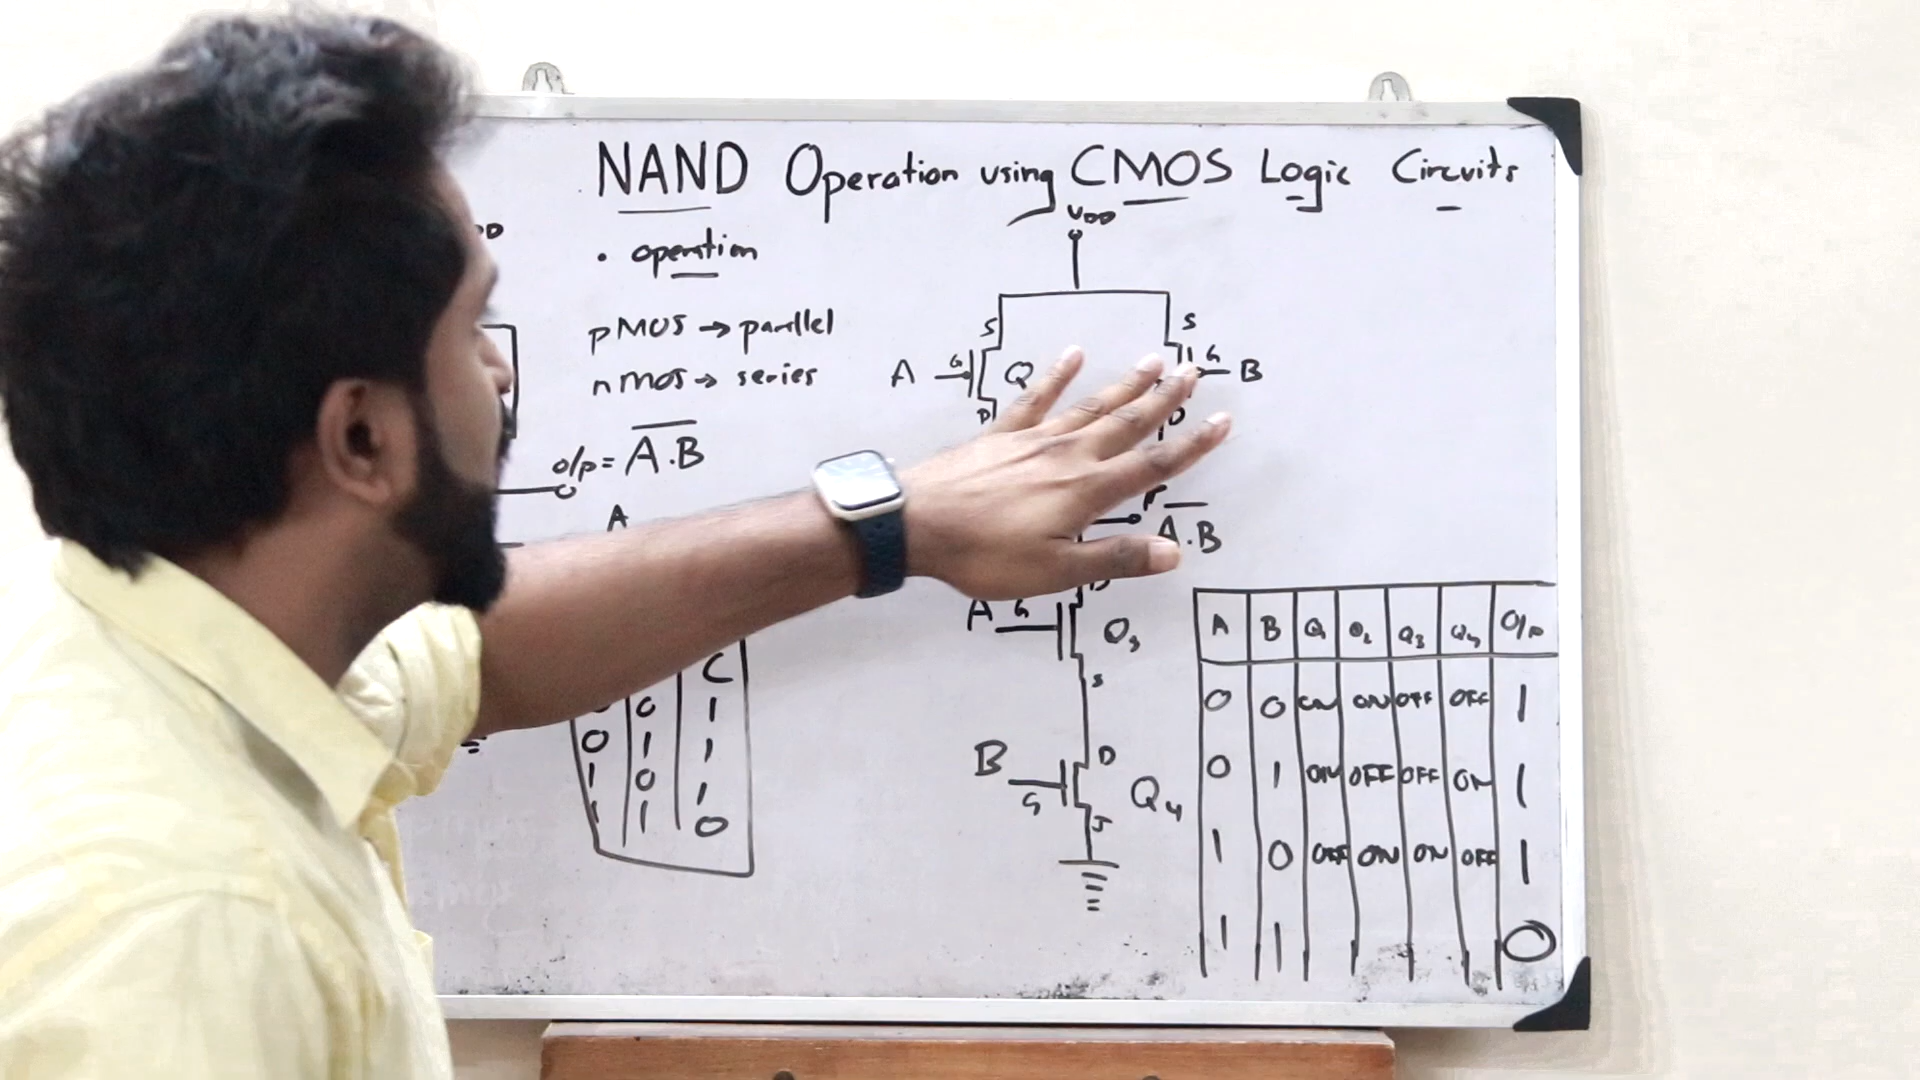 NAND Operation using CMOS Logic Circuits
DD
• operation
pMOS → parallel
nmos → series
o/p = A.B
A
C
0 1
0 1 1
1 0 1
1 1 0
VDD
S S
A G Q G B
D D
F
A.B
D
A G Q3
S
B D
G Q4
S
A B Q1 Q2 Q3 Q4 O/P
0 0 ON ON OFF OFF 1
0 1 ON OFF OFF ON 1
1 0 OFF ON ON OFF 1
1 1 0